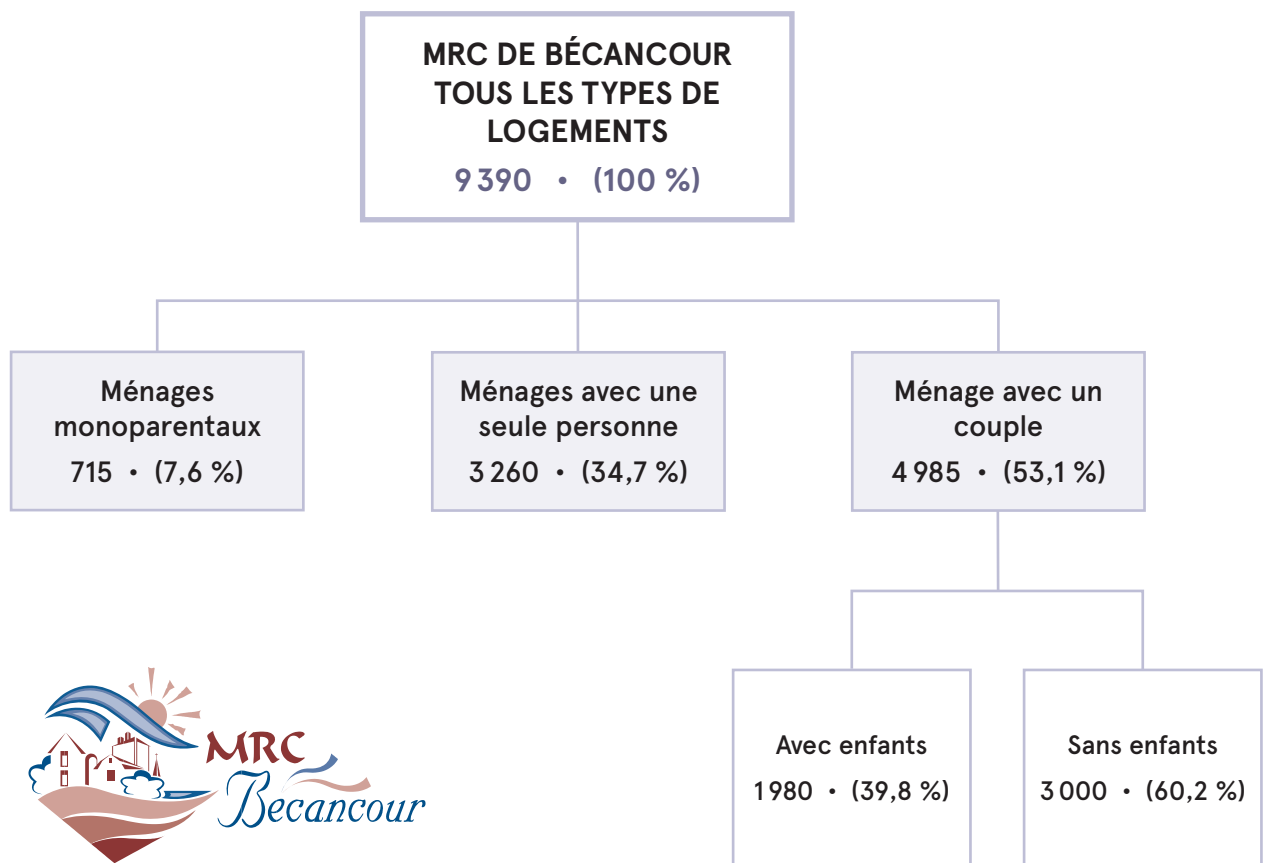 MRC DE BÉCANCOUR
TOUS LES TYPES DE
LOGEMENTS
9 390 • (100 %)
Ménages
monoparentaux
715 • (7,6 %)
Ménages avec une
seule personne
3 260 • (34,7 %)
Ménage avec un
couple
4 985 • (53,1 %)
Avec enfants
1 980 • (39,8 %)
Sans enfants
3 000 • (60,2 %)
MRC
Bécancour